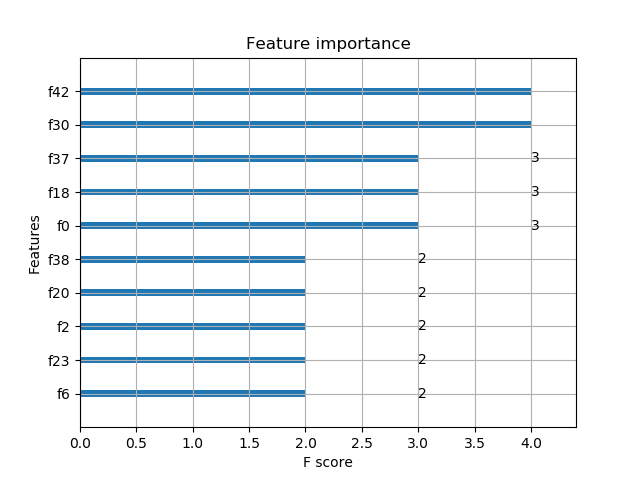 Feature importance
f42
f30
f37 3
f18 3
f0 3
f38 2
f20 2
f2 2
f23 2
f6 2
Features
0.0 0.5 1.0 1.5 2.0 2.5 3.0 3.5 4.0
F score